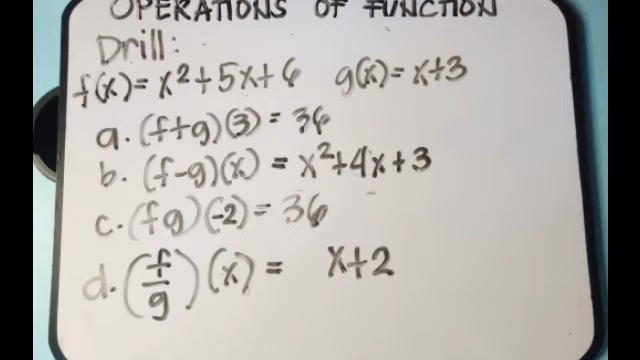 OPERATIONS OF FUNCTION
Drill:
f(x)= x²+5x+6 g(x)= x+3
a. (f+g)(3) = 36
b. (f-g)(x) = x²+4x+3
c. (fg)(-2) = 36
d. (f/g)(x) = x+2